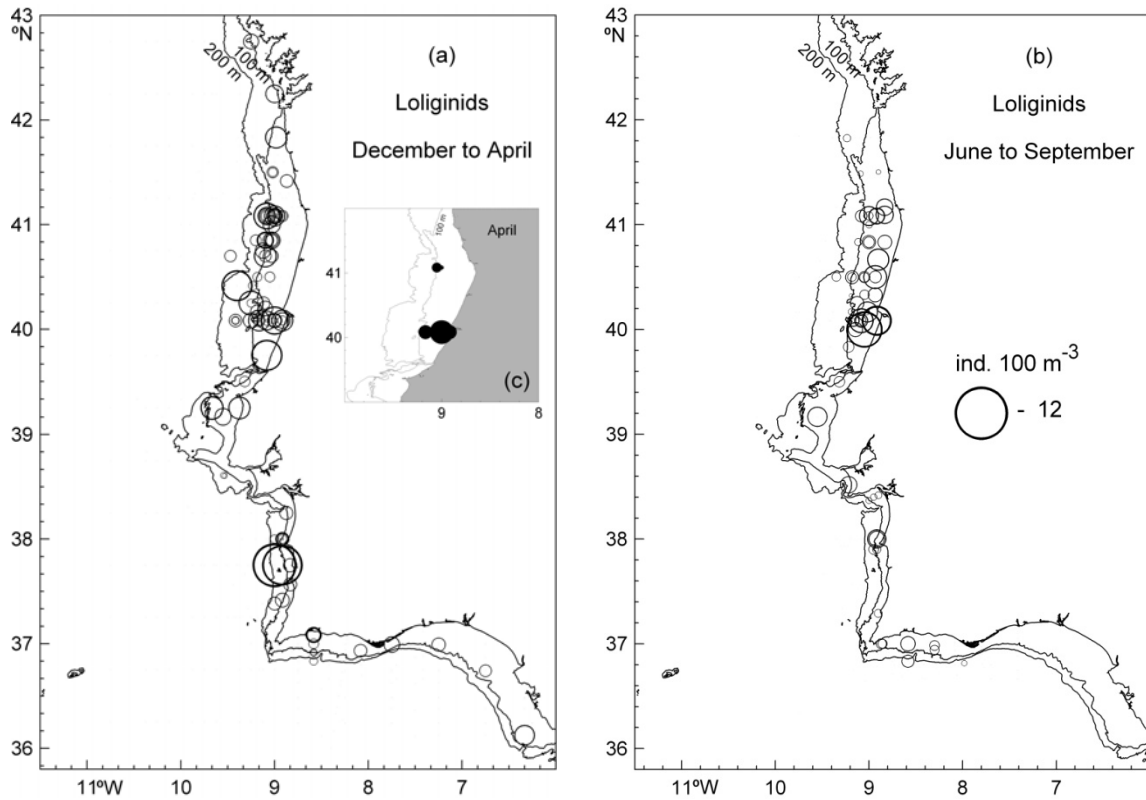 43
ºN
42
41
40
39
38
37
36
11ºW
10
9
8
7
200 m
100 m
(a)
Loliginids
December to April
100 m
April
41
40
(c)
9
8
43
ºN
42
41
40
39
38
37
36
11ºW
10
9
8
7
200 m
100 m
(b)
Loliginids
June to September
ind. 100 m⁻³
- 12